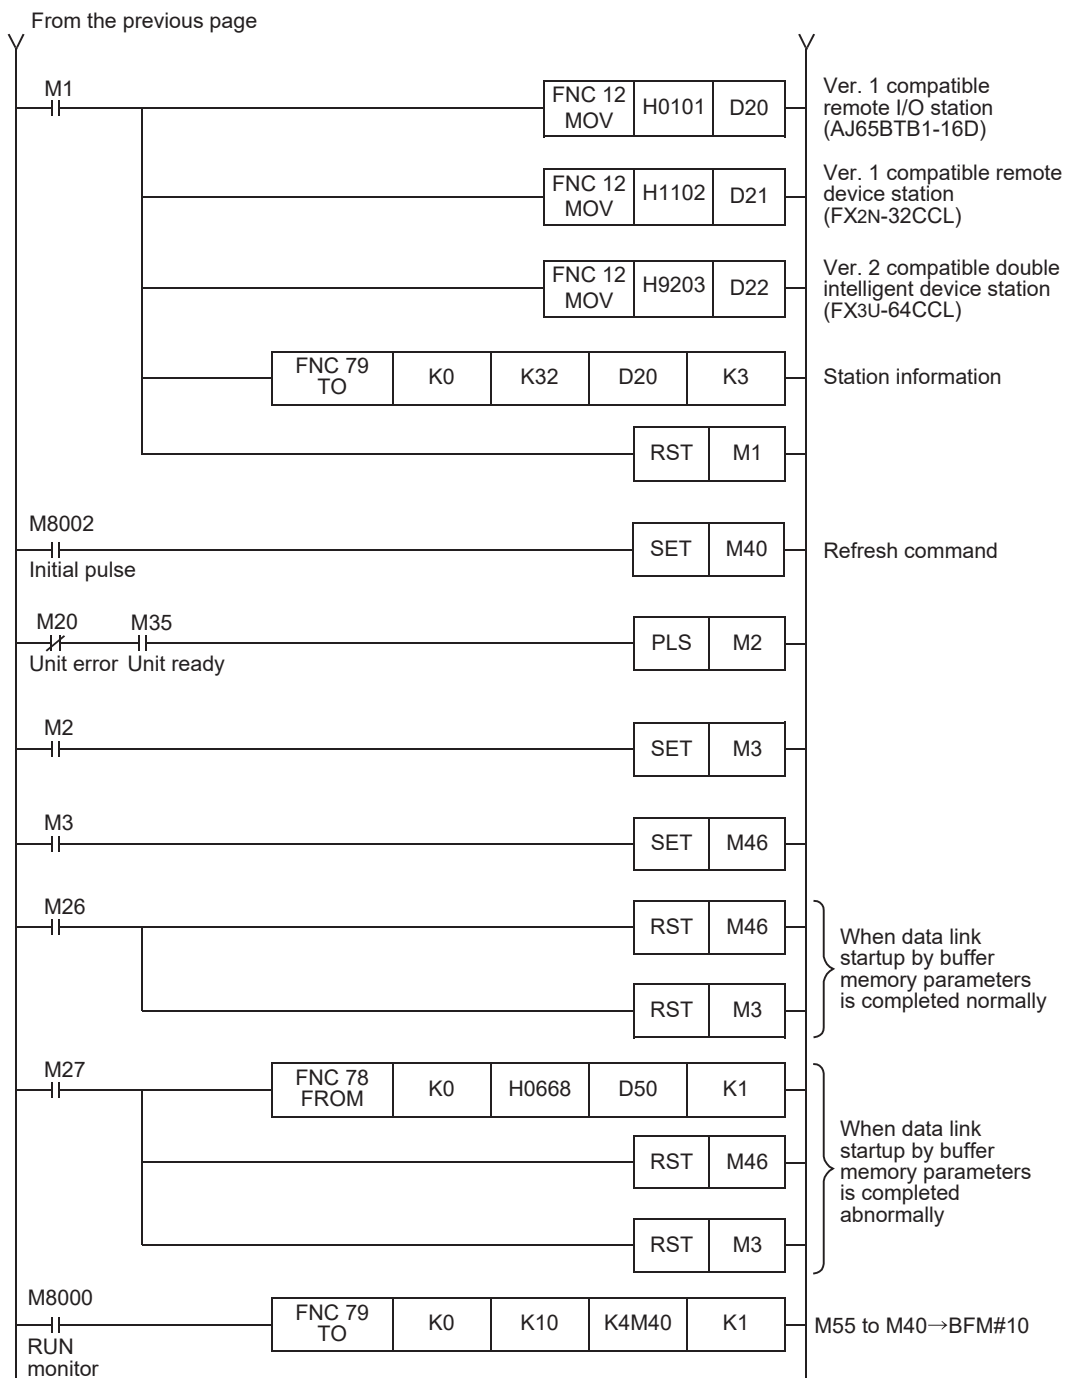 From the previous page
M1
FNC 12
MOV
H0101
D20
Ver. 1 compatible
remote I/O station
(AJ65BTB1-16D)
FNC 12
MOV
H1102
D21
Ver. 1 compatible remote
device station
(FX2N-32CCL)
FNC 12
MOV
H9203
D22
Ver. 2 compatible double
intelligent device station
(FX3U-64CCL)
FNC 79
TO
K0
K32
D20
K3
Station information
RST
M1
M8002
Initial pulse
SET
M40
Refresh command
M20
Unit error
M35
Unit ready
PLS
M2
M2
SET
M3
M3
SET
M46
M26
RST
M46
RST
M3
When data link
startup by buffer
memory parameters
is completed normally
M27
FNC 78
FROM
K0
H0668
D50
K1
RST
M46
RST
M3
When data link
startup by buffer
memory parameters
is completed
abnormally
M8000
RUN
monitor
FNC 79
TO
K0
K10
K4M40
K1
M55 to M40→BFM#10